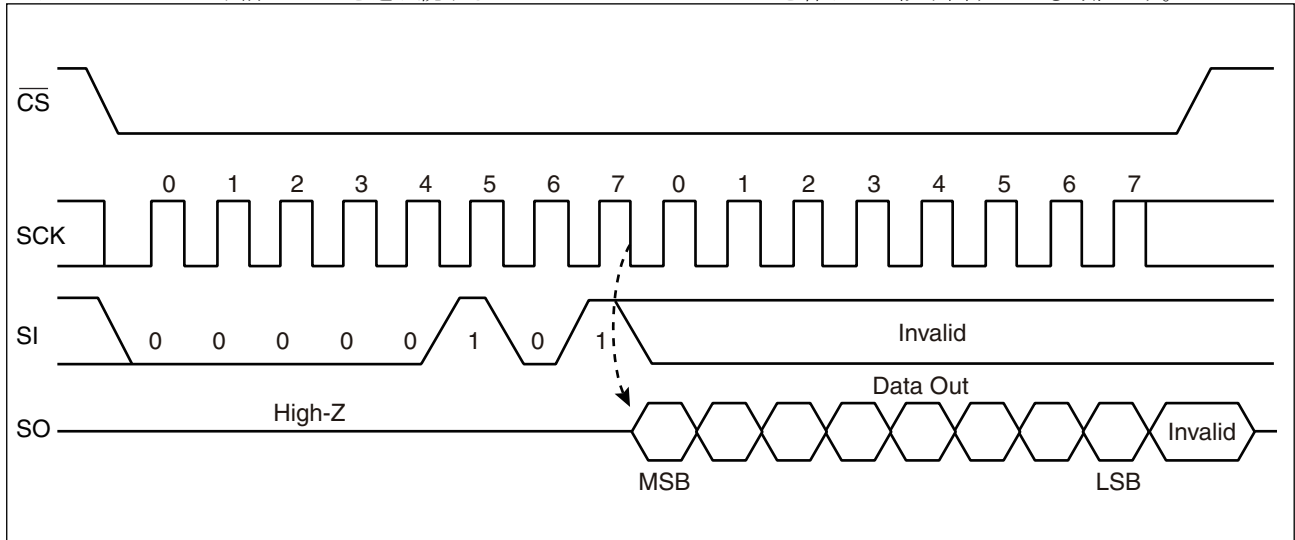 CS
0 1 2 3 4 5 6 7 0 1 2 3 4 5 6 7
SCK
SI
0 0 0 0 0 1 0 1
Invalid
Data Out
High-Z
SO
Invalid
MSB
LSB